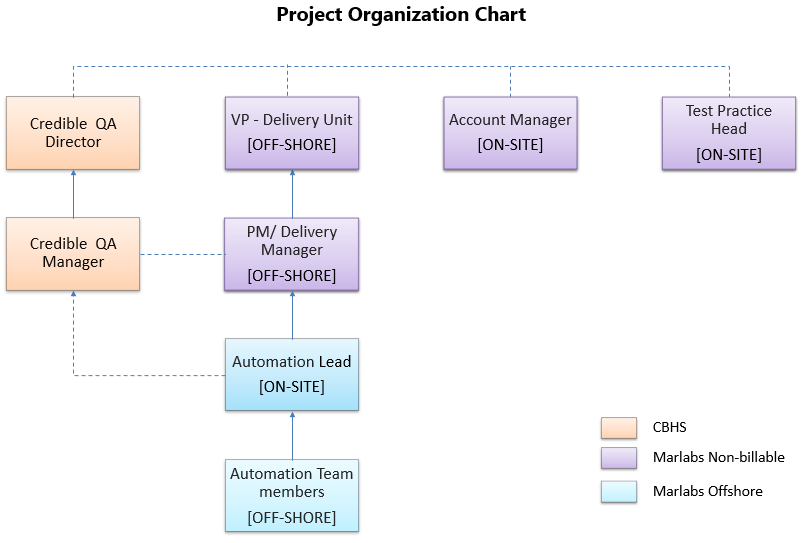 Project Organization Chart
Credible QA
Director
VP - Delivery Unit
[OFF-SHORE]
Account Manager
[ON-SITE]
Test Practice
Head
[ON-SITE]
Credible QA
Manager
PM/ Delivery
Manager
[OFF-SHORE]
Automation Lead
[ON-SITE]
Automation Team
members
[OFF-SHORE]
CBHS
Marlabs Non-billable
Marlabs Offshore